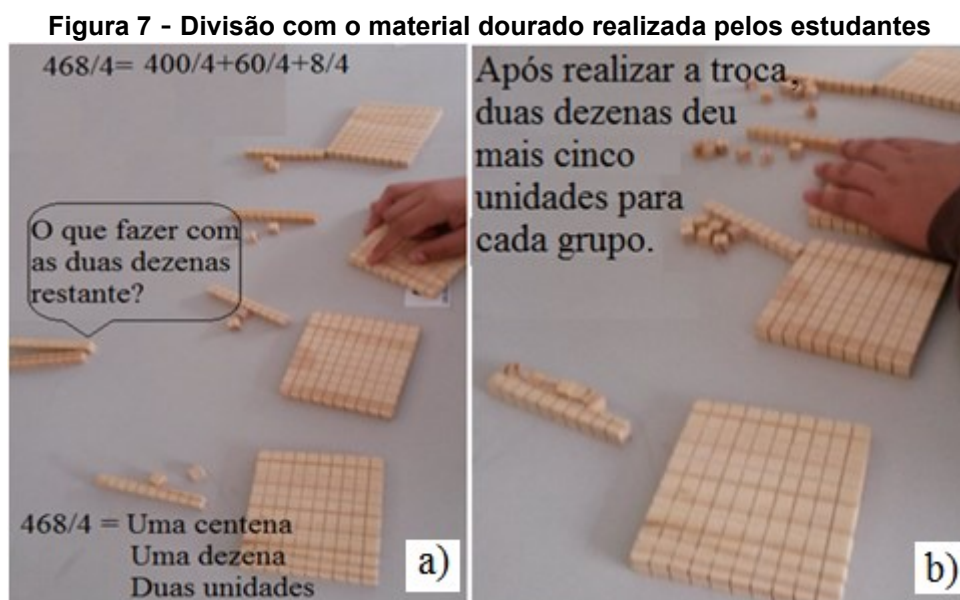 Figura 7 - Divisão com o material dourado realizada pelos estudantes
468/4= 400/4+60/4+8/4
O que fazer com
as duas dezenas
restante?
468/4 = Uma centena
Uma dezena
Duas unidades
a)
Após realizar a troca,
duas dezenas deu
mais cinco
unidades para
cada grupo.
b)